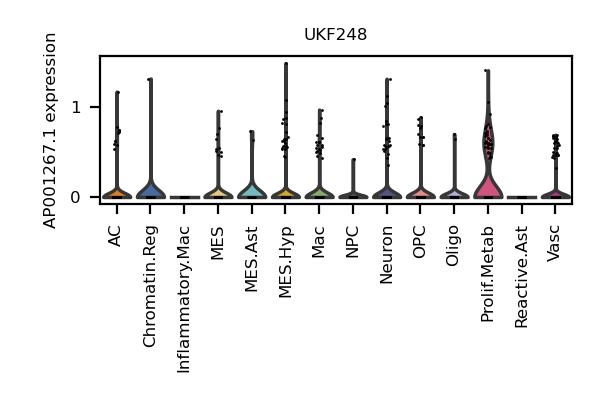 UKF248
AP001267.1 expression
1
0
AC
Chromatin.Reg
Inflammatory.Mac
MES
MES.Ast
MES.Hyp
Mac
NPC
Neuron
OPC
Oligo
Prolif.Metab
Reactive.Ast
Vasc